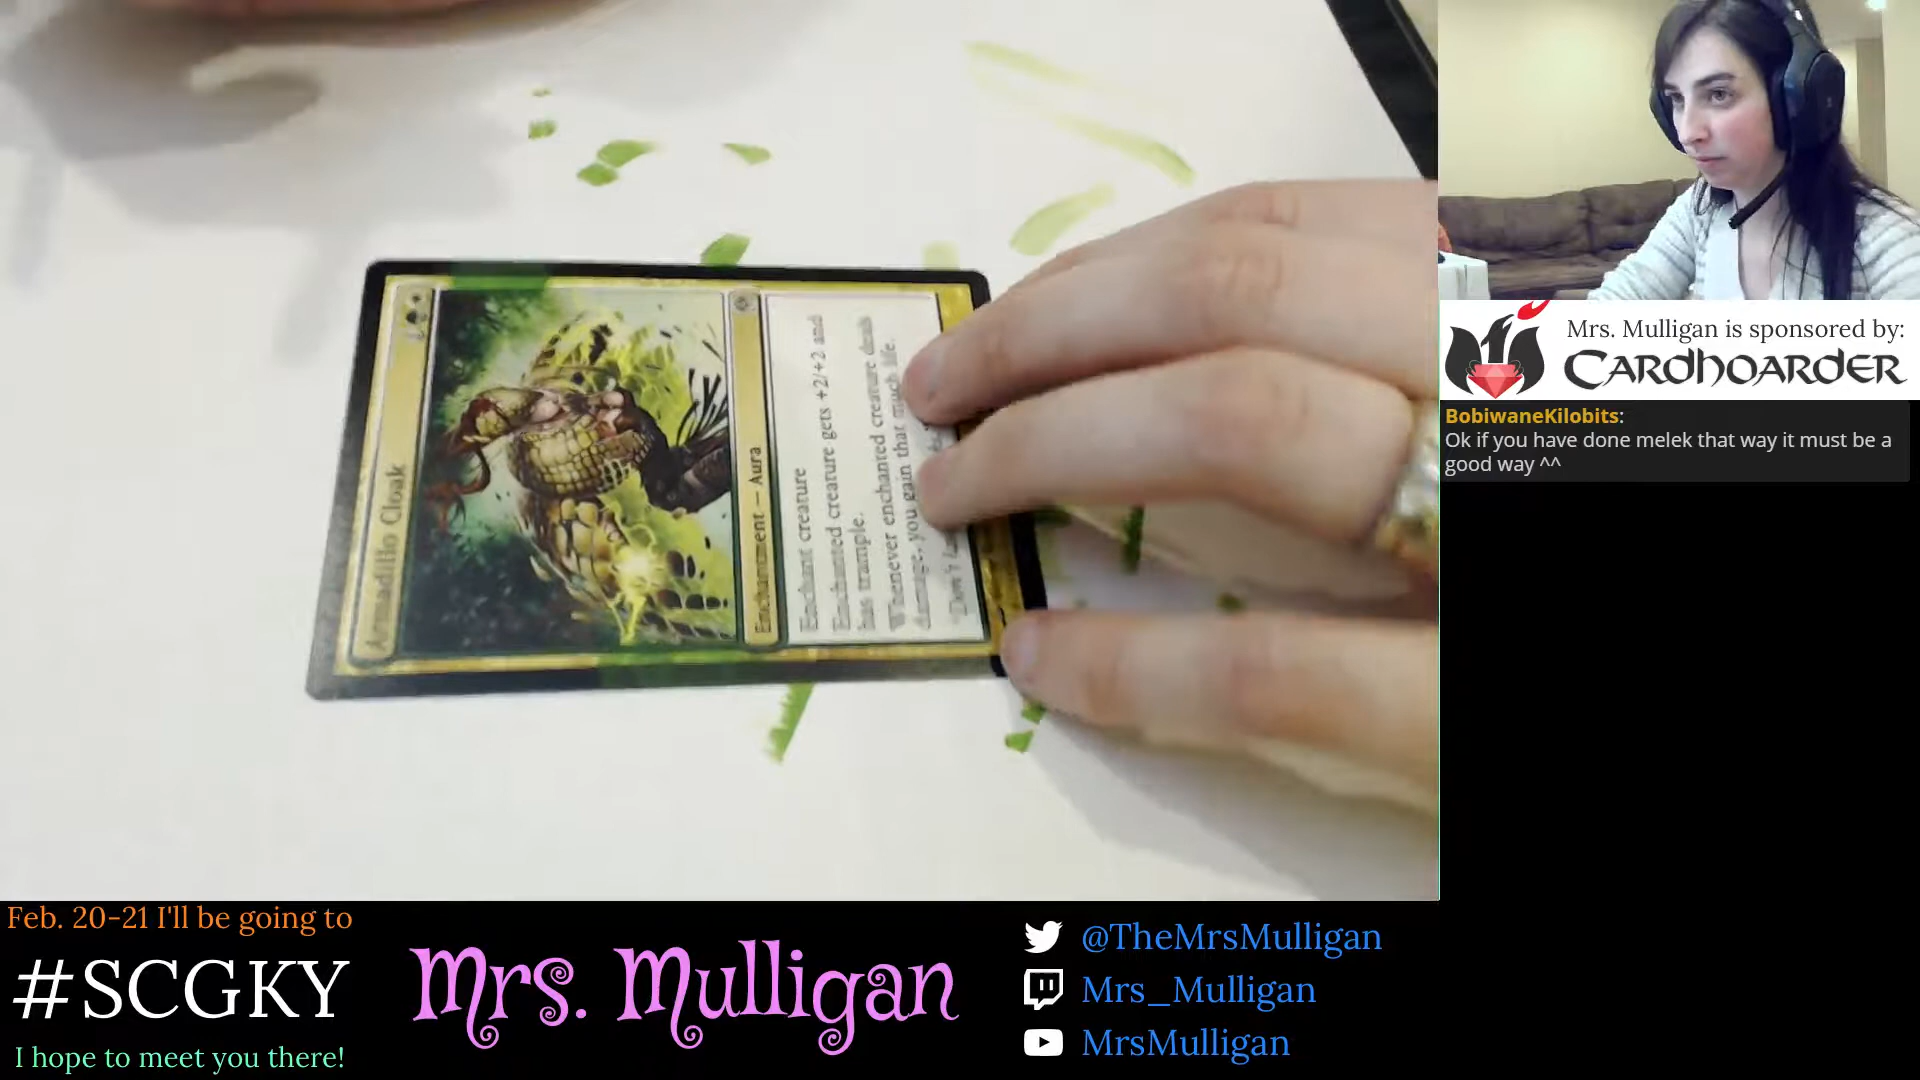 Armadillo Cloak
Enchantment — Aura
Enchant creature
Enchanted creature gets +2/+2 and
has trample.
Whenever enchanted creature deals
damage, you gain that much life.
"Don't
Mrs. Mulligan is sponsored by:
CARDHOARDER
BobiwaneKilobits:
Ok if you have done melek that way it must be a
good way ^^
Feb. 20-21 I'll be going to
#SCGKY
I hope to meet you there!
Mrs. Mulligan
@TheMrsMulligan
Mrs_Mulligan
MrsMulligan